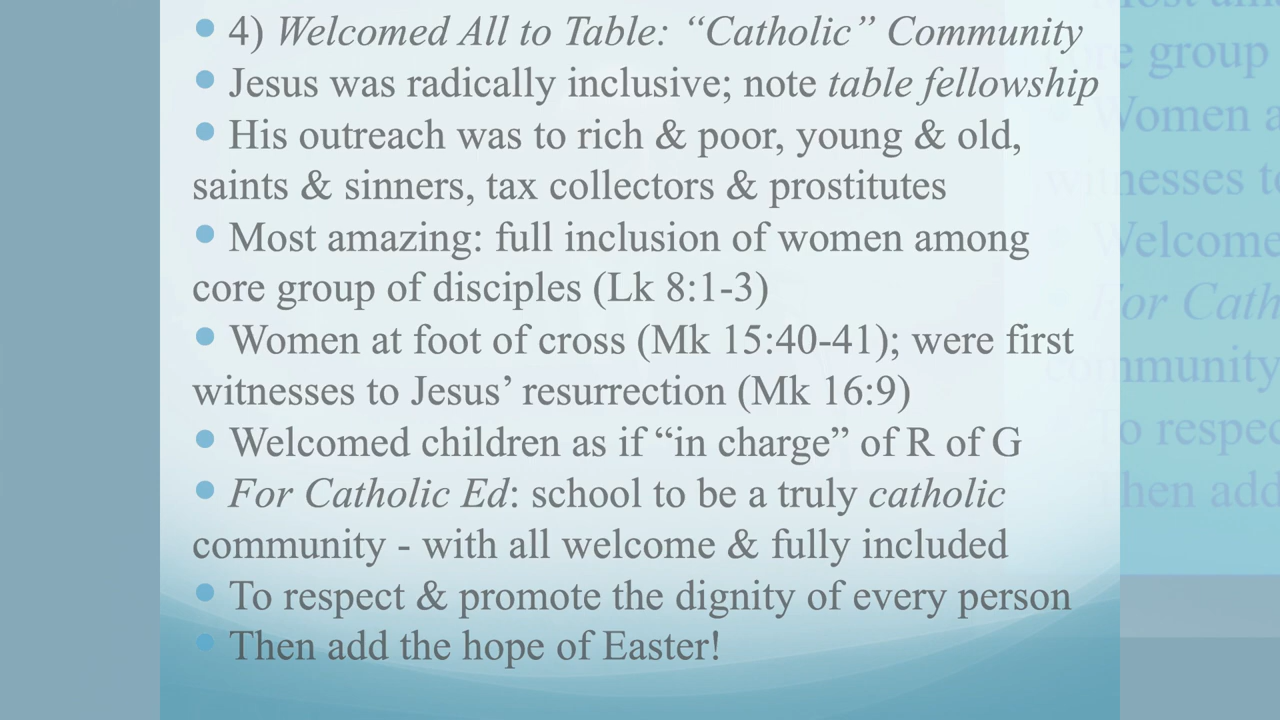 • 4) Welcomed All to Table: “Catholic” Community
• Jesus was radically inclusive; note table fellowship
• His outreach was to rich & poor, young & old,
saints & sinners, tax collectors & prostitutes
• Most amazing: full inclusion of women among
core group of disciples (Lk 8:1-3)
• Women at foot of cross (Mk 15:40-41); were first
witnesses to Jesus’ resurrection (Mk 16:9)
• Welcomed children as if “in charge” of R of G
• For Catholic Ed: school to be a truly catholic
community - with all welcome & fully included
• To respect & promote the dignity of every person
• Then add the hope of Easter!